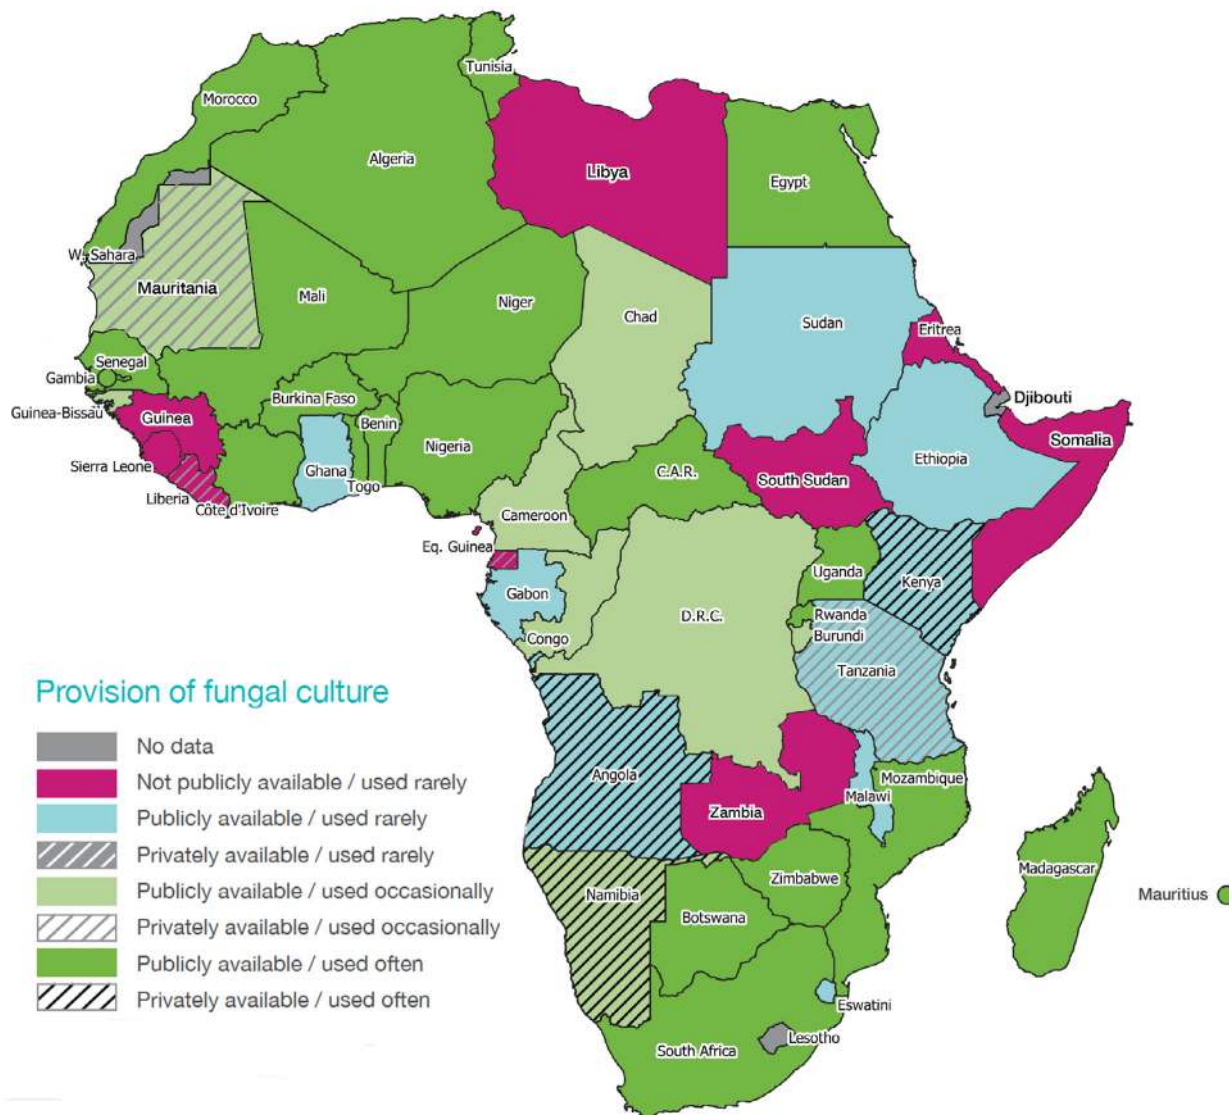 Tunisia
Morocco
Algeria
Libya
Egypt
W. Sahara
Mauritania
Mali
Niger
Chad
Sudan
Eritrea
Senegal
Gambia
Djibouti
Burkina Faso
Guinea-Bissau
Guinea
Benin
Nigeria
Somalia
Sierra Leone
Ghana
C.A.R.
South Sudan
Ethiopia
Liberia
Togo
Côte d'Ivoire
Cameroon
Eq. Guinea
Uganda
Kenya
Gabon
D.R.C.
Rwanda
Congo
Burundi
Tanzania
Angola
Mozambique
Malawi
Zambia
Madagascar
Zimbabwe
Namibia
Mauritius
Botswana
Eswatini
Lesotho
South Africa
Provision of fungal culture
No data
Not publicly available / used rarely
Publicly available / used rarely
Privately available / used rarely
Publicly available / used occasionally
Privately available / used occasionally
Publicly available / used often
Privately available / used often